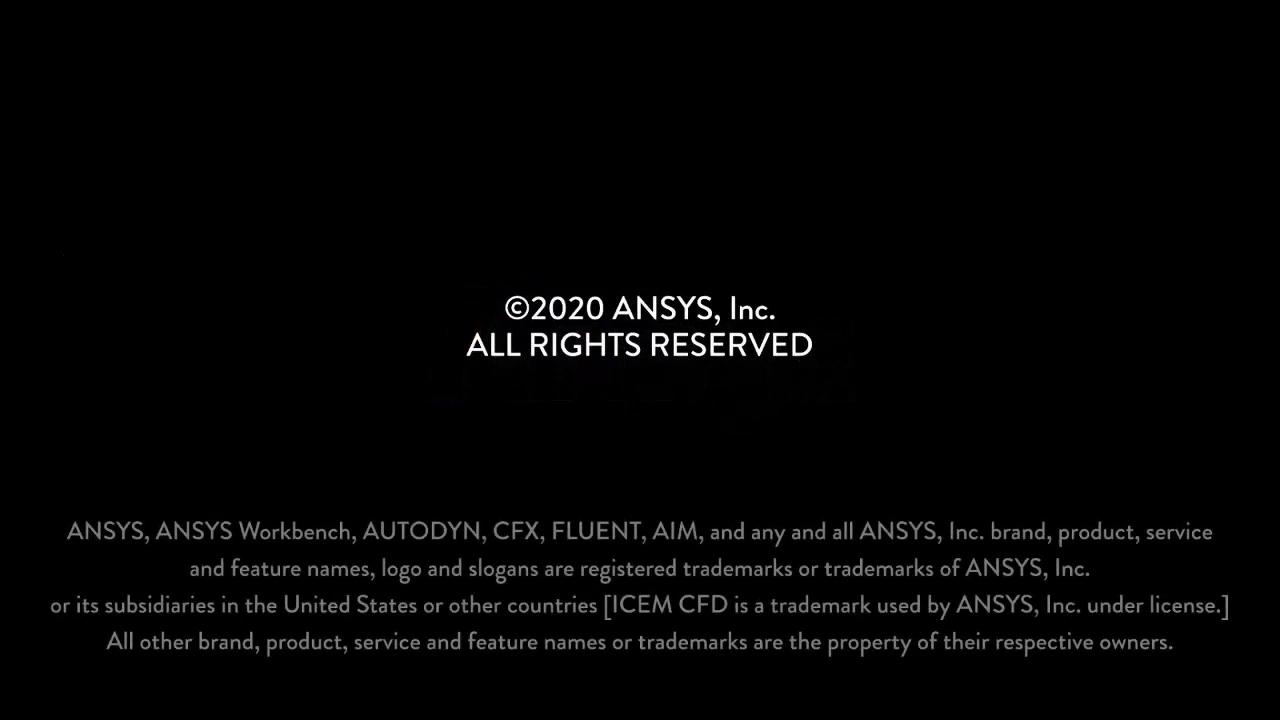 ©2020 ANSYS, Inc.
ALL RIGHTS RESERVED
ANSYS, ANSYS Workbench, AUTODYN, CFX, FLUENT, AIM, and any and all ANSYS, Inc. brand, product, service
and feature names, logo and slogans are registered trademarks or trademarks of ANSYS, Inc.
or its subsidiaries in the United States or other countries [ICEM CFD is a trademark used by ANSYS, Inc. under license.]
All other brand, product, service and feature names or trademarks are the property of their respective owners.